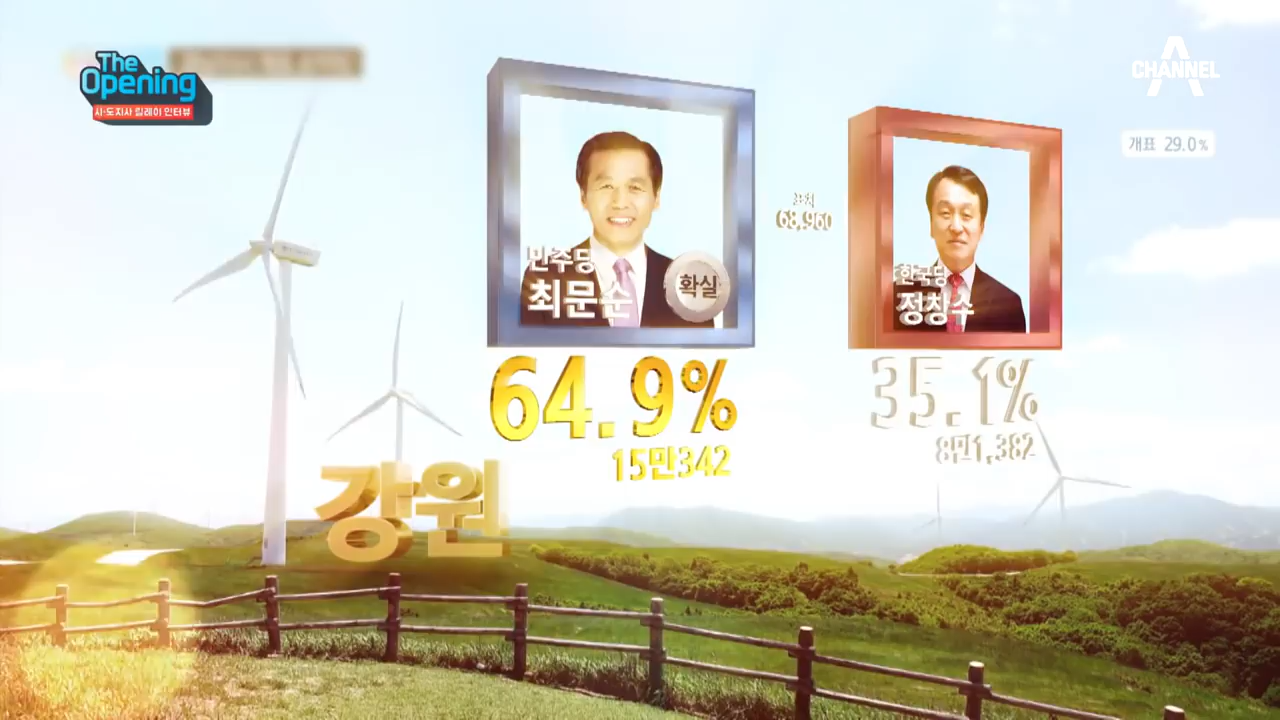 The
Opening
시·도지사 릴레이 인터뷰
CHANNEL A
개표 29.0%
민주당
최문순
확실
64.9%
15만342
표차
68,960
한국당
정창수
35.1%
8만1,382
강원